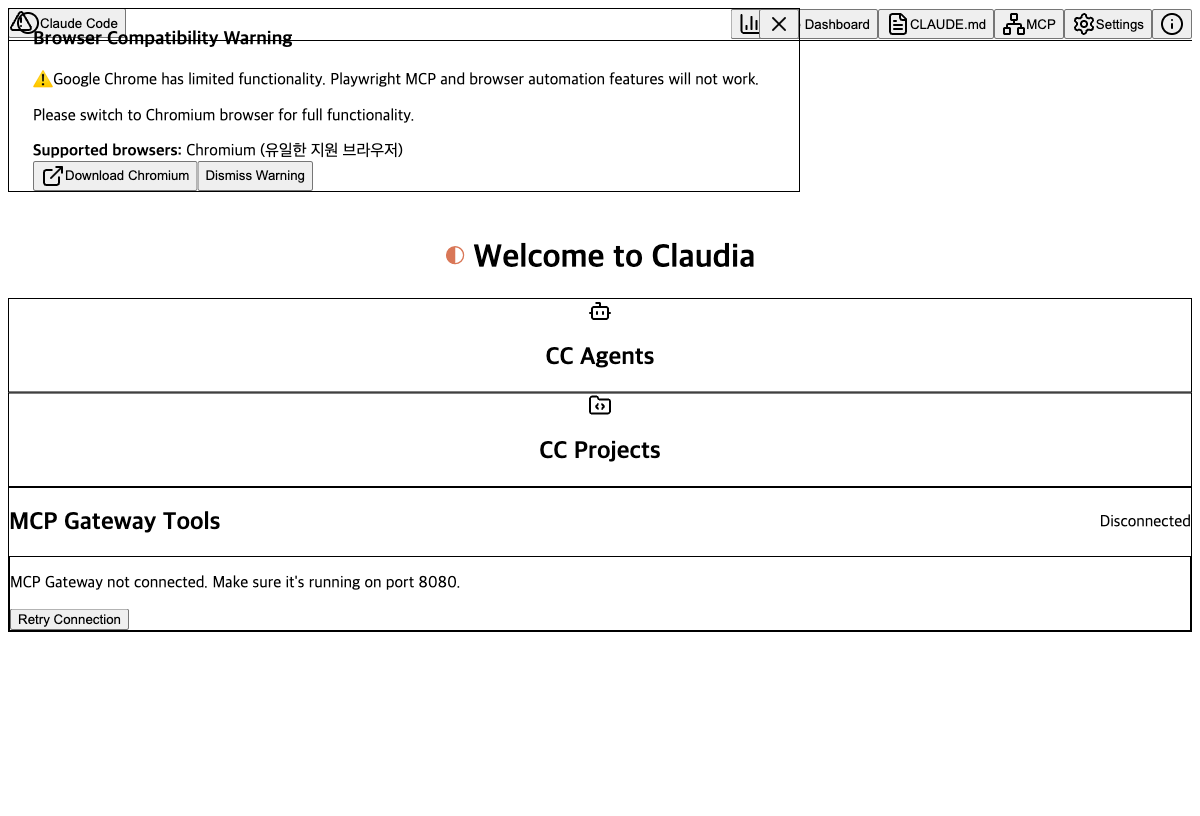 Claude Code
Dashboard
CLAUDE.md
MCP
Settings
Browser Compatibility Warning
⚠️Google Chrome has limited functionality. Playwright MCP and browser automation features will not work.
Please switch to Chromium browser for full functionality.
Supported browsers: Chromium (유일한 지원 브라우저)
Download Chromium
Dismiss Warning
Welcome to Claudia
CC Agents
CC Projects
MCP Gateway Tools
Disconnected
MCP Gateway not connected. Make sure it's running on port 8080.
Retry Connection